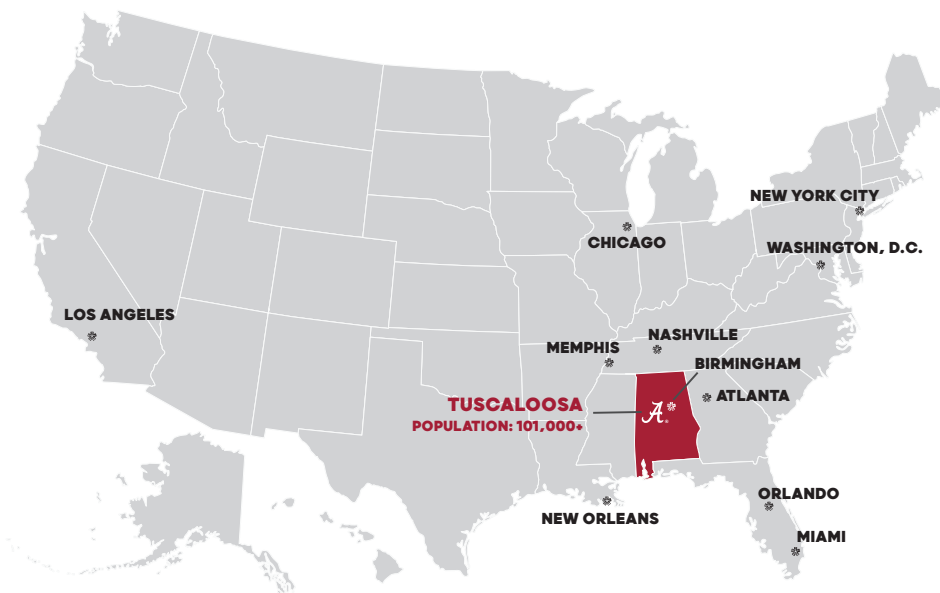 NEW YORK CITY
CHICAGO
WASHINGTON, D.C.
LOS ANGELES
NASHVILLE
MEMPHIS
BIRMINGHAM
ATLANTA
TUSCALOOSA
A
POPULATION: 101,000+
ORLANDO
NEW ORLEANS
MIAMI